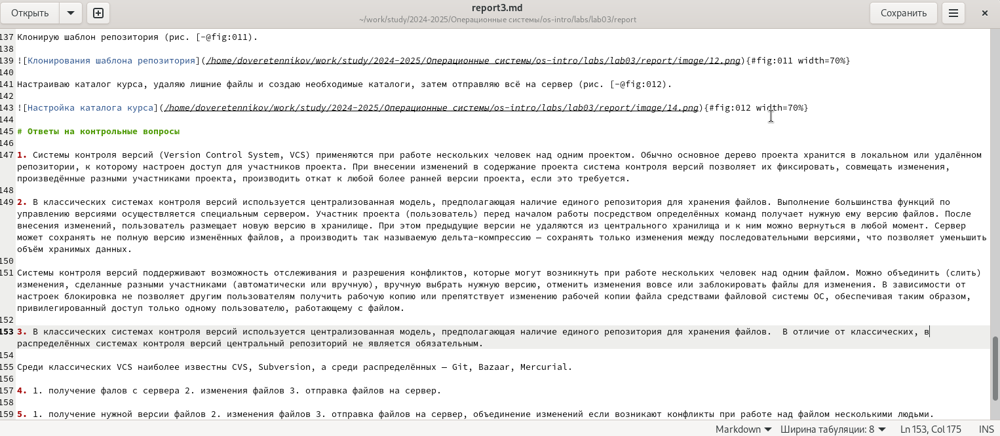 Открыть
report3.md
~/work/study/2024-2025/Операционные системы/os-intro/labs/lab03/report
Сохранить
137 Клонирую шаблон репозитория (рис. [-@fig:011).
138
139 ![Клонирования шаблона репозитория](/home/doveretennikov/work/study/2024-2025/Операционные системы/os-intro/labs/lab03/report/image/12.png){#fig:011 width=70%}
140
141 Настраиваю каталог курса, удаляю лишние файлы и создаю необходимые каталоги, затем отправляю всё на сервер (рис. [-@fig:012).
142
143 ![Настройка каталога курса](/home/doveretennikov/work/study/2024-2025/Операционные системы/os-intro/labs/lab03/report/image/14.png){#fig:012 width=70%}
144
145 # Ответы на контрольные вопросы
146
147 1. Системы контроля версий (Version Control System, VCS) применяются при работе нескольких человек над одним проектом. Обычно основное дерево проекта хранится в локальном или удалённом
репозитории, к которому настроен доступ для участников проекта. При внесении изменений в содержание проекта система контроля версий позволяет их фиксировать, совмещать изменения,
произведённые разными участниками проекта, производить откат к любой более ранней версии проекта, если это требуется.
148
149 2. В классических системах контроля версий используется централизованная модель, предполагающая наличие единого репозитория для хранения файлов. Выполнение большинства функций по
управлению версиями осуществляется специальным сервером. Участник проекта (пользователь) перед началом работы посредством определённых команд получает нужную ему версию файлов. После
внесения изменений, пользователь размещает новую версию в хранилище. При этом предыдущие версии не удаляются из центрального хранилища и к ним можно вернуться в любой момент. Сервер
может сохранять не полную версию изменённых файлов, а производить так называемую дельта-компрессию — сохранять только изменения между последовательными версиями, что позволяет уменьшить
объём хранимых данных.
150
151 Системы контроля версий поддерживают возможность отслеживания и разрешения конфликтов, которые могут возникнуть при работе нескольких человек над одним файлом. Можно объединить (слить)
изменения, сделанные разными участниками (автоматически или вручную), вручную выбрать нужную версию, отменить изменения вовсе или заблокировать файлы для изменения. В зависимости от
настроек блокировка не позволяет другим пользователям получить рабочую копию или препятствует изменению рабочей копии файла средствами файловой системы ОС, обеспечивая таким образом,
привилегированный доступ только одному пользователю, работающему с файлом.
152
153 3. В классических системах контроля версий используется централизованная модель, предполагающая наличие единого репозитория для хранения файлов.  В отличие от классических, в
распределённых системах контроля версий центральный репозиторий не является обязательным.
154
155 Среди классических VCS наиболее известны CVS, Subversion, а среди распределённых — Git, Bazaar, Mercurial.
156
157 4. 1. получение фалов с сервера 2. изменения файлов 3. отправка файлов на сервер.
158
159 5. 1. получение нужной версии файлов 2. изменения файлов 3. отправка файлов на сервер, объединение изменений если возникают конфликты при работе над файлом несколькими людьми.
Markdown
Ширина табуляции: 8
Ln 153, Col 175
INS